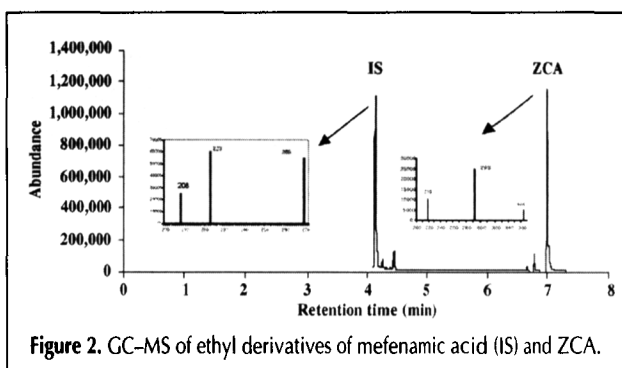 1,400,000
1,200,000
1,000,000
800,000
600,000
400,000
200,000
0
Abundance
IS
ZCA
208
0 1 2 3 4 5 6 7 8
Retention time (min)
Figure 2. GC–MS of ethyl derivatives of mefenamic acid (IS) and ZCA.